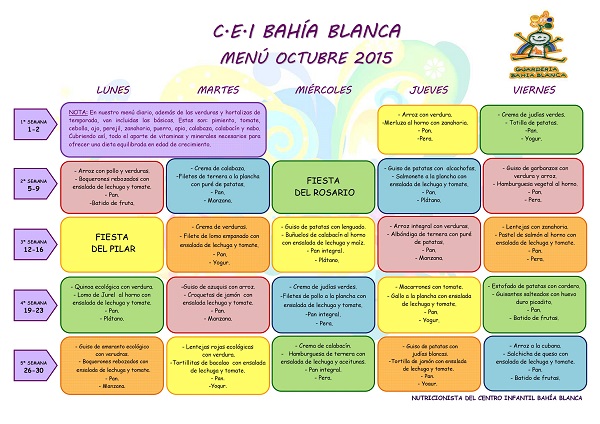 C.E.I BAHÍA BLANCA
MENÚ OCTUBRE 2015
GUARDERÍA
BAHÍA BLANCA
LUNES
MARTES
MIÉRCOLES
JUEVES
VIERNES
1ª SEMANA
1-2
NOTA: En nuestro menú diario, además de las verduras y hortalizas de
temporada, van incluidas las básicas. Estas son: pimiento, tomate,
cebolla, ajo, perejil, zanahoria, puerro, apio, calabaza, calabacín y nabo.
Cubriendo así, todo el aporte de vitaminas y minerales necesarios para
ofrecer una dieta equilibrada en edad de crecimiento.
- Arroz con verdura.
-Merluza al horno con zanahoria.
- Pan.
-Pera.
- Crema de judías verdes.
- Totilla de patatas.
-Pan.
- Yogur.
2ª SEMANA
5-9
- Arroz con pollo y verduras.
- Boquerones rebozados con
ensalada de lechuga y tomate.
- Pan.
-Batido de fruta.
- Crema de calabaza.
-Filetes de ternera a la plancha
con puré de patatas.
- Pan.
- Manzana.
FIESTA
DEL ROSARIO
- Guiso de patatas con alcachofas.
- Salmonete a la plancha con
ensalada de lechuga y tomate.
- Pan.
- Plátano.
- Guiso de garbanzos con
verdura y arroz.
- Hamburguesa vegetal al horno.
- Pan.
- Pera.
3ª SEMANA
12-16
FIESTA
DEL PILAR
- Crema de verduras.
- Filete de lomo empanado con
ensalada de lechuga y tomate.
- Pan.
- Yogur.
- Guiso de patatas con lenguado.
- Buñuelos de calabacín al horno
con ensalada de lechuga y maíz.
- Pan integral.
- Plátano.
- Arroz integral con verduras.
- Albóndiga de ternera con puré
de patatas.
- Pan.
- Manzana.
- Lentejas con zanahoria.
- Pastel de salmón al horno con
ensalada de lechuga y tomate.
- Pan.
- Pera.
4ª SEMANA
19-23
- Quinoa ecológica con verdura.
- Lomo de Jurel al horno con
ensalada de lechuga y tomate.
- Pan.
- Plátano.
-Guiso de azuquis con arroz.
- Croquetas de jamón con
ensalada lechuga y tomate.
- Pan.
- Manzana.
- Crema de judías verdes.
-Filetes de pollo a la plancha con
ensalada de lechuga y tomate.
-Pan integral.
- Pera.
- Macarrones con tomate.
- Gallo a la plancha con ensalada
de lechuga y tomate.
- Pan.
- Yogur.
- Estofado de patatas con cordero.
- Guisantes salteados con huevo
duro picadito.
- Pan.
- Batido de frutas.
5ª SEMANA
26-30
- Guiso de amaranto ecológico
con verudras.
- Boquerones rebozados con
ensalada de lechuga y tomate.
- Pan.
- Manzana.
- Lentejas rojas ecológicas
con verdura.
-Tortillitas de bacalao con ensalada
de lechuga y tomate.
- Pan.
-Yogur.
- Crema de calabacín.
- Hamburguesa de ternera con
ensalada de lechuga y aceitunas.
- Pan integral.
- Pera.
- Guiso de patatas con
judías blancas.
-Tortilla de jamón con ensalada
de lechuga y tomate.
- Pan.
- Yogur.
- Arroz a la cubana.
- Salchicha de queso con
ensalada de lechuga y tomate.
- Pan.
- Batido de frutas.
NUTRICIONISTA DEL CENTRO INFANTIL BAHÍA BLANCA